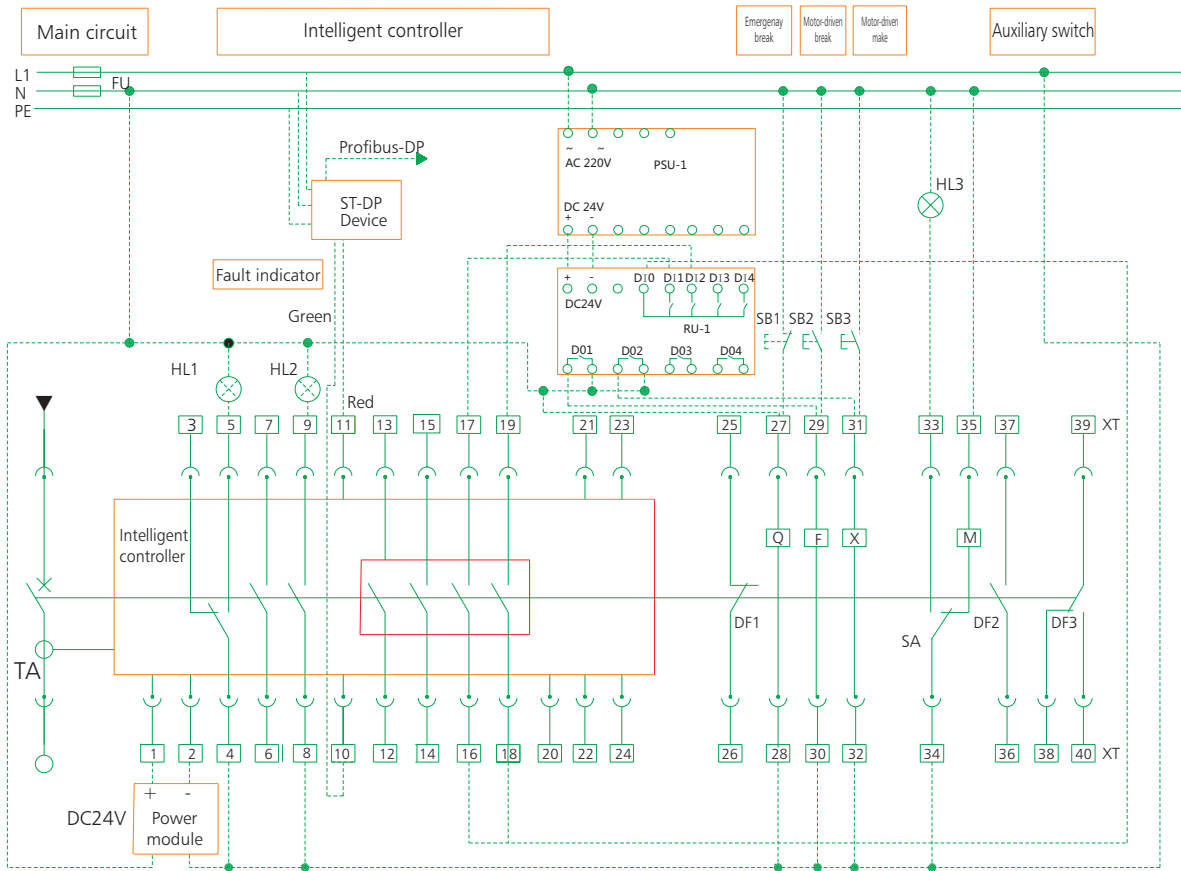 Main circuit
Intelligent controller
Emergenay
break
Motor-driven
break
Motor-driven
make
Auxiliary switch
L1
FU
N
PE
Profibus-DP
~ ~
AC 220V
PSU-1
DC 24V
+ -
ST-DP
Device
HL3
Fault indicator
+ - DI0 DI1 DI2 DI3 DI4
DC24V
RU-1
Green
SB1 SB2 SB3
D01 D02 D03 D04
HL1 HL2
Red
3 5 7 9 11 13 15 17 19 21 23 25 27 29 31 33 35 37 39 XT
Intelligent
controller
Q F X M
DF1 SA DF2 DF3
TA
1 2 4 6 8 10 12 14 16 18 20 22 24 26 28 30 32 34 36 38 40 XT
+ -
DC24V
Power
module